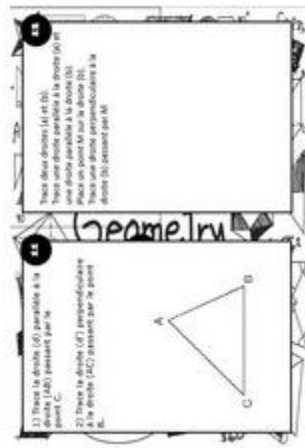 Trace deux droites (a) et (b).
Trace une droite parallèle à la droite (a) et
une droite parallèle à la droite (b).
Place un point M sur la droite (b).
Trace une droite perpendiculaire à la
droite (b) passant par M
Geometry
1) Trace la droite (d) parallèle à la
droite (AB) passant par le
point C.
2) Trace la droite (d') perpendiculaire
à la droite (AC) passant par le point
B.
A
C
B